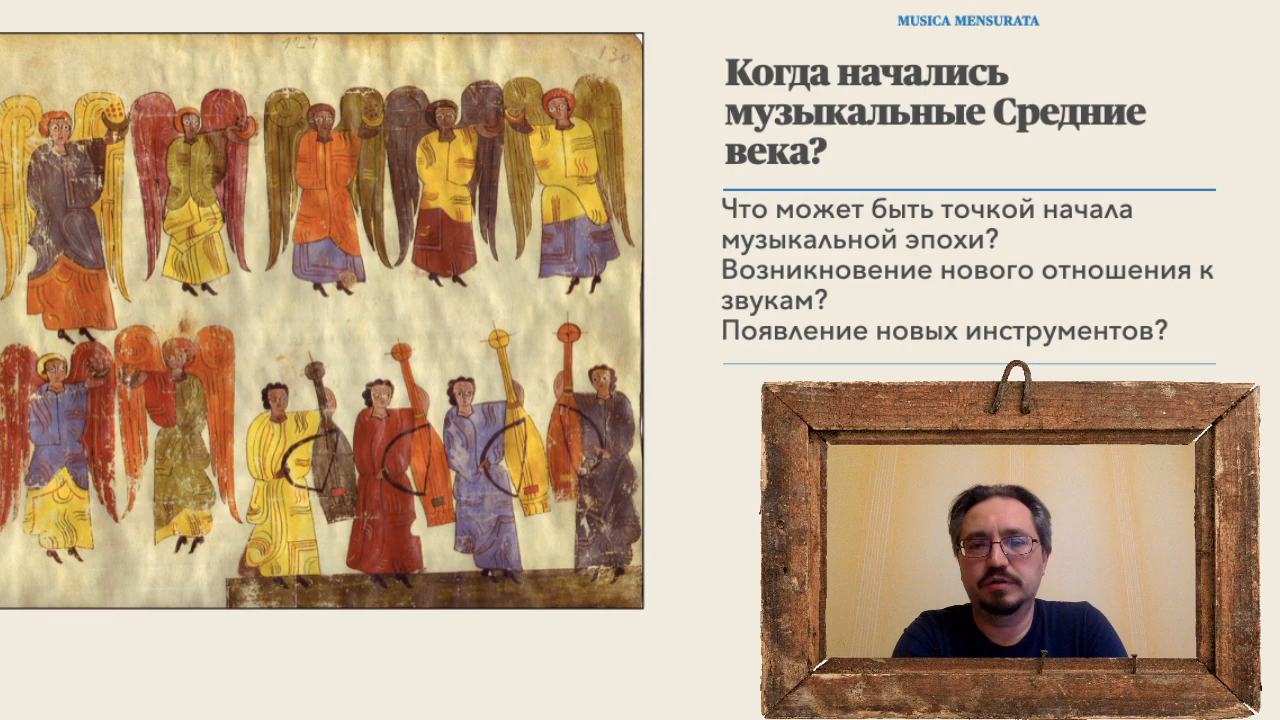 MUSICA MENSURATA
Когда начались
музыкальные Средние
века?
Что может быть точкой начала
музыкальной эпохи?
Возникновение нового отношения к
звукам?
Появление новых инструментов?